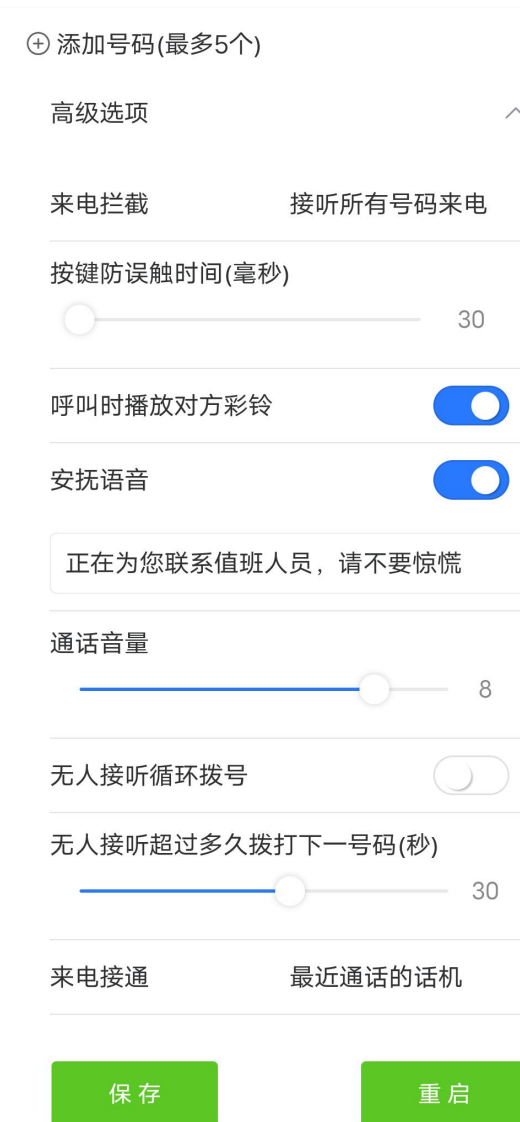 添加号码(最多5个)
高级选项
来电拦截 接听所有号码来电
按键防误触时间(毫秒)
30
呼叫时播放对方彩铃
安抚语音
正在为您联系值班人员，请不要惊慌
通话音量
8
无人接听循环拨号
无人接听超过多久拨打下一号码(秒)
30
来电接通 最近通话的话机
保存 重启